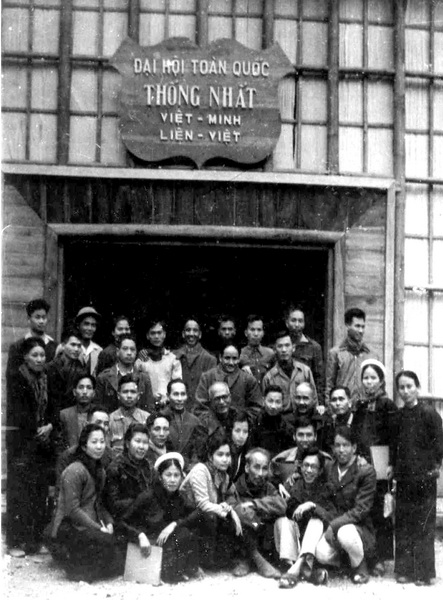 ĐẠI HỘI TOÀN QUỐC
THỐNG NHẤT
VIỆT - MINH
LIÊN - VIỆT